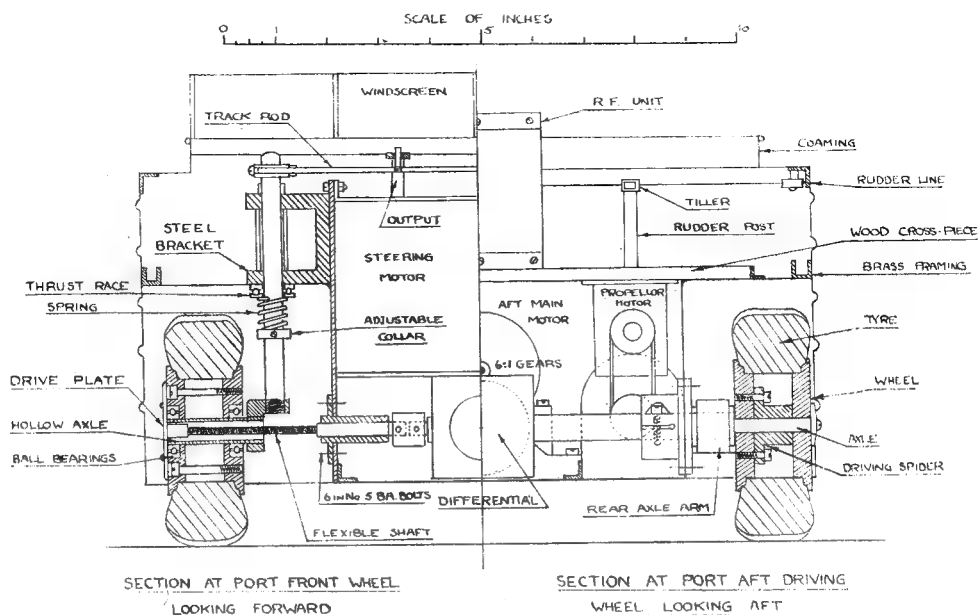 SCALE OF INCHES
0 1 5 10
WINDSCREEN
R.F. UNIT
TRACK ROD
COAMING
RUDDER LINE
TILLER
OUTPUT
RUDDER POST
STEEL
BRACKET
STEERING
MOTOR
WOOD CROSS-PIECE
BRASS FRAMING
THRUST RACE
SPRING
PROPELLOR
MOTOR
AFT MAIN
MOTOR
ADJUSTABLE
COLLAR
TYRE
6:1 GEARS
DRIVE PLATE
WHEEL
HOLLOW AXLE
AXLE
BALL BEARINGS
DRIVING SPIDER
6 IN No 5 BA. BOLTS
DIFFERENTIAL
REAR AXLE ARM
FLEXIBLE SHAFT
SECTION AT PORT FRONT WHEEL
LOOKING FORWARD
SECTION AT PORT AFT DRIVING
WHEEL LOOKING AFT